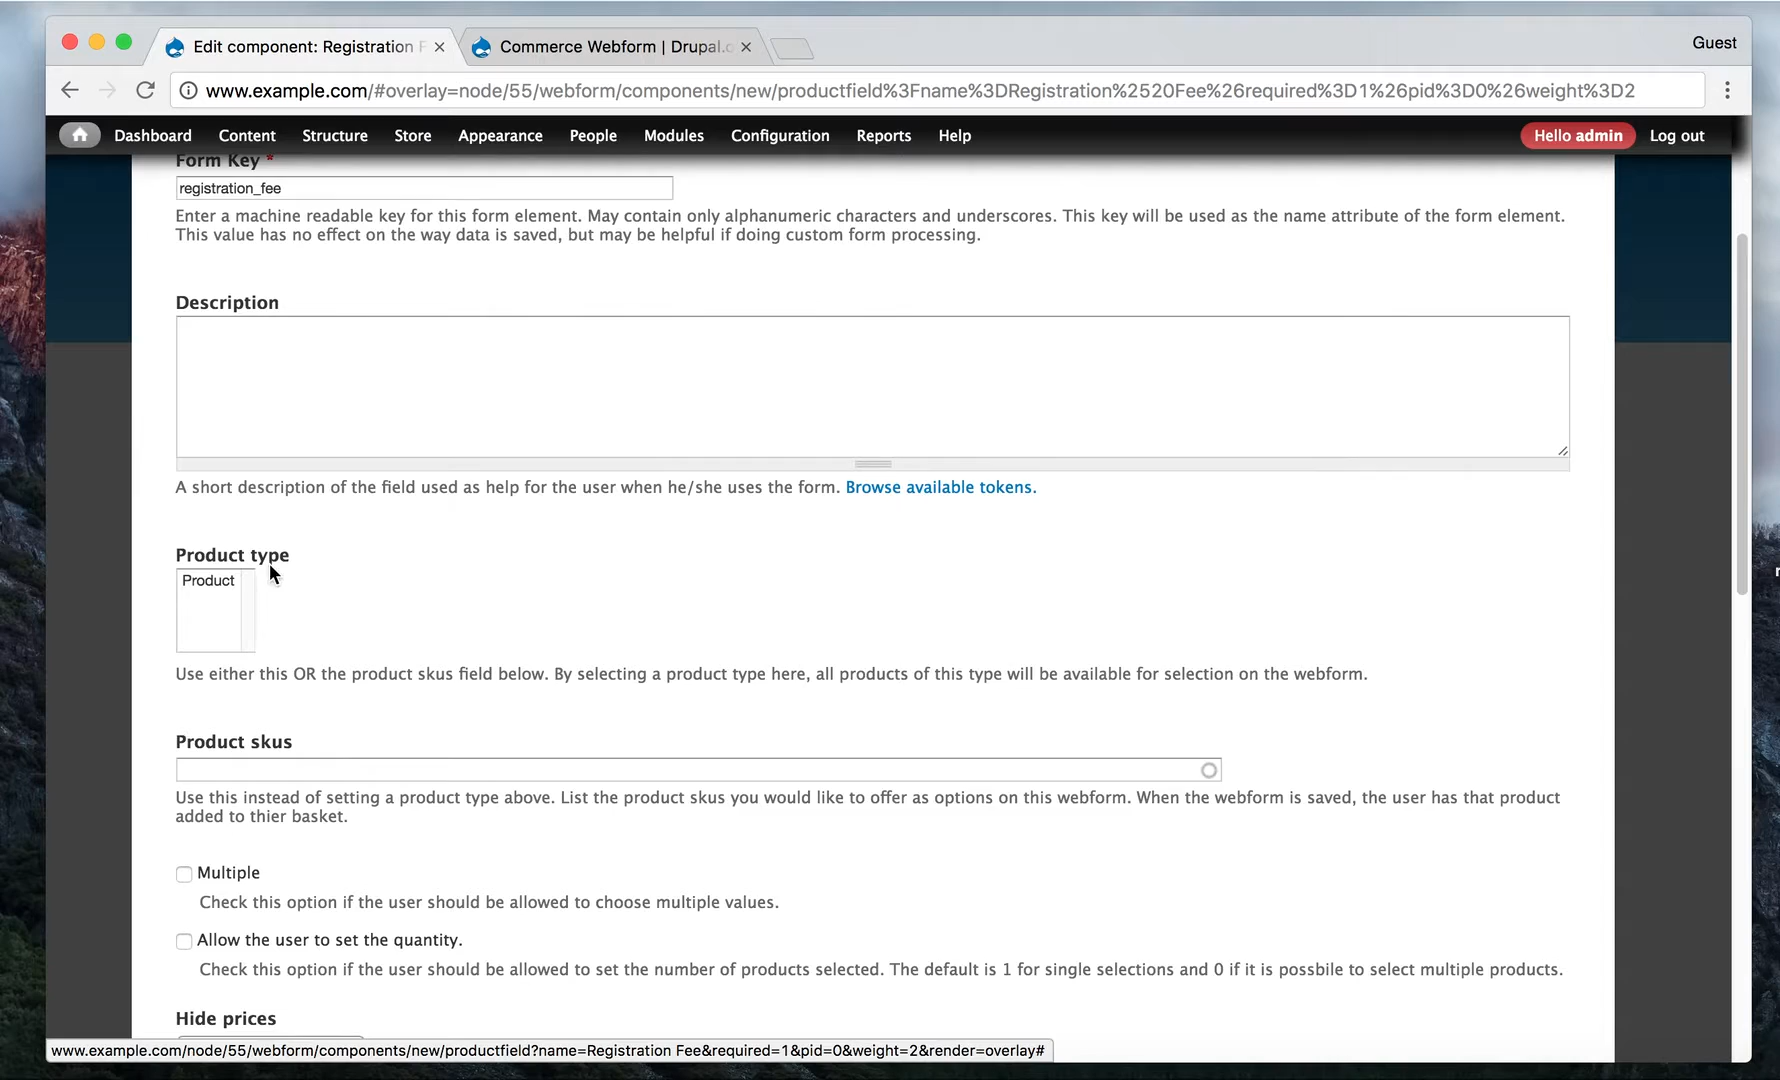 Edit component: Registration F
Commerce Webform | Drupal.o
Guest
www.example.com/#overlay=node/55/webform/components/new/productfield%3Fname%3DRegistration%2520Fee%26required%3D1%26pid%3D0%26weight%3D2
Dashboard Content Structure Store Appearance People Modules Configuration Reports Help Hello admin Log out
Form Key *
registration_fee
Enter a machine readable key for this form element. May contain only alphanumeric characters and underscores. This key will be used as the name attribute of the form element.
This value has no effect on the way data is saved, but may be helpful if doing custom form processing.
Description
A short description of the field used as help for the user when he/she uses the form. Browse available tokens.
Product type
Product
Use either this OR the product skus field below. By selecting a product type here, all products of this type will be available for selection on the webform.
Product skus
Use this instead of setting a product type above. List the product skus you would like to offer as options on this webform. When the webform is saved, the user has that product
added to thier basket.
Multiple
Check this option if the user should be allowed to choose multiple values.
Allow the user to set the quantity.
Check this option if the user should be allowed to set the number of products selected. The default is 1 for single selections and 0 if it is possbile to select multiple products.
Hide prices
www.example.com/node/55/webform/components/new/productfield?name=Registration Fee&required=1&pid=0&weight=2&render=overlay#